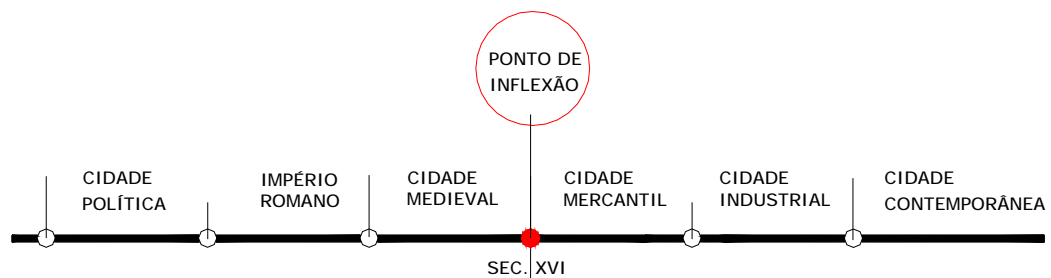 PONTO DE
INFLEXÃO
CIDADE
POLÍTICA
IMPÉRIO
ROMANO
CIDADE
MEDIEVAL
CIDADE
MERCANTIL
CIDADE
INDUSTRIAL
CIDADE
CONTEMPORÂNEA
SEC. XVI